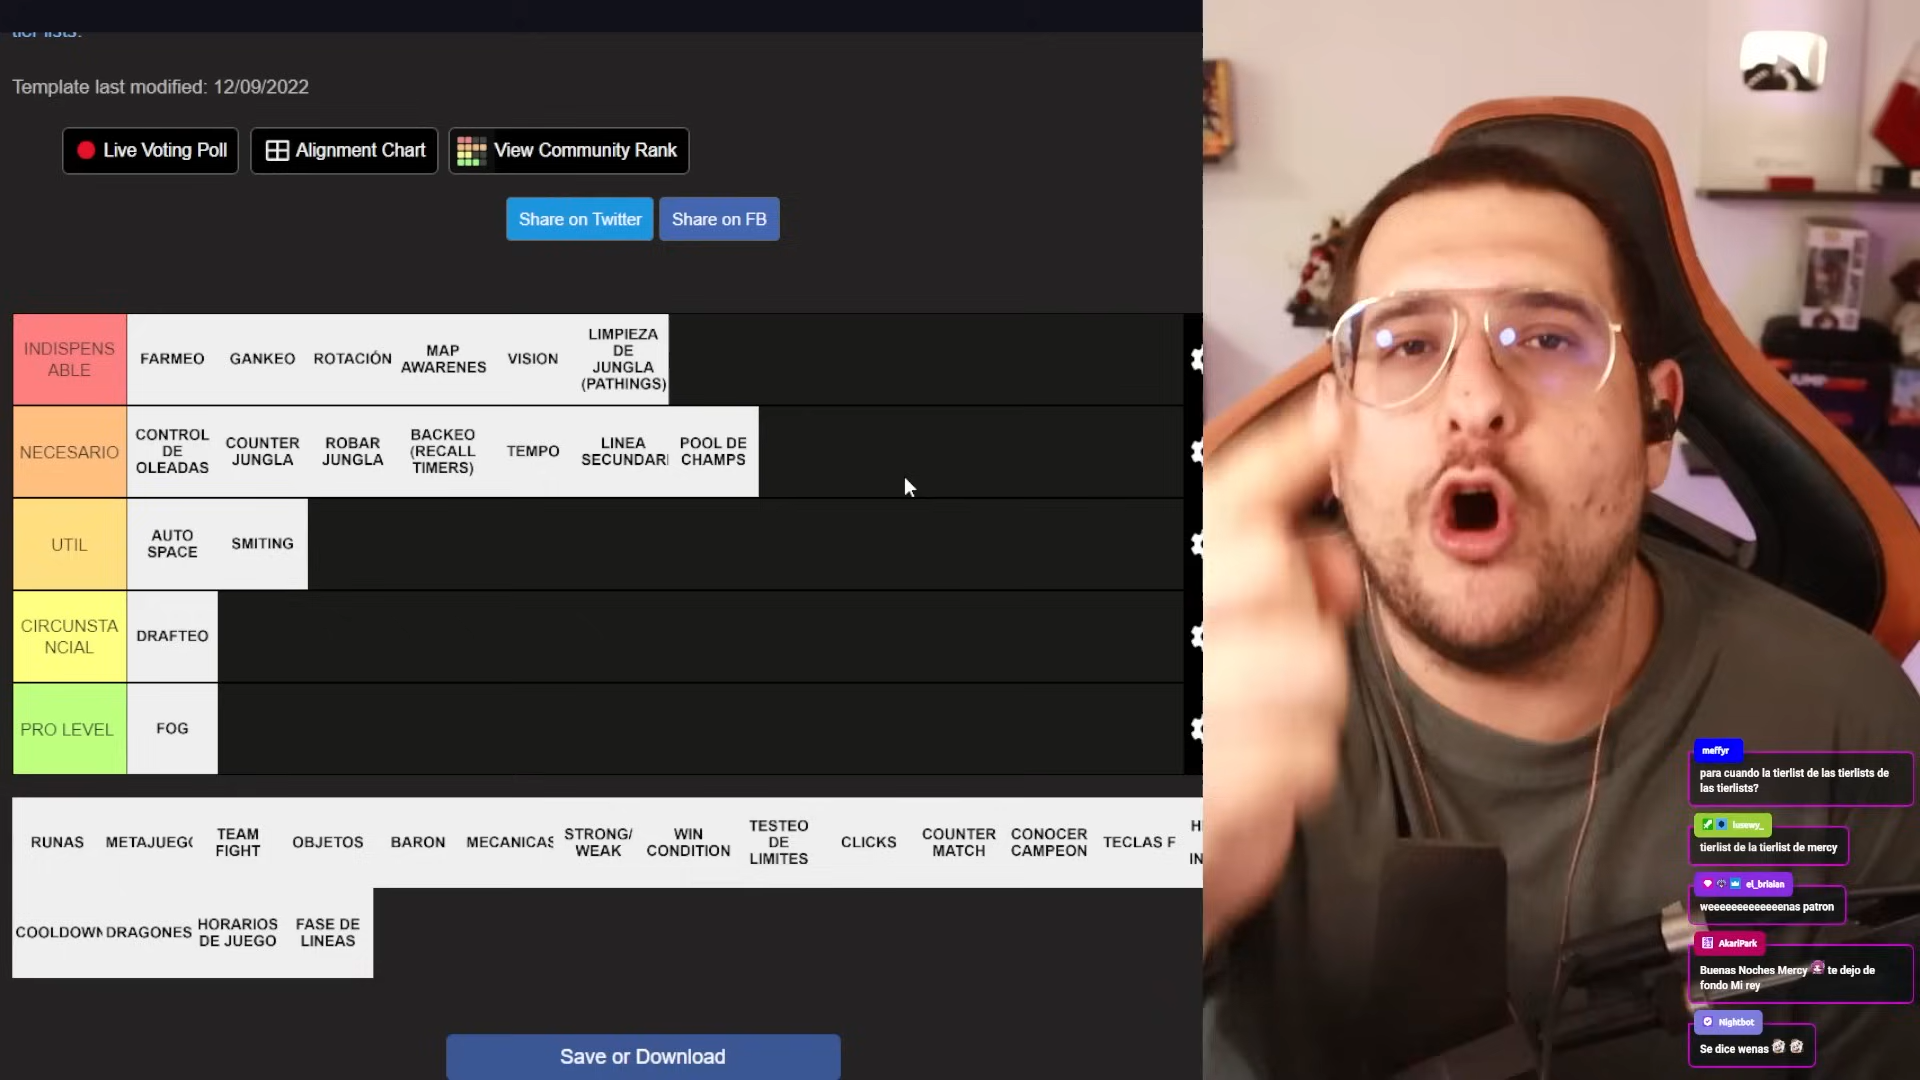 tier lists.
Template last modified: 12/09/2022
Live Voting Poll
Alignment Chart
View Community Rank
Share on Twitter
Share on FB
INDISPENS
ABLE
FARMEO
GANKEO
ROTACIÓN
MAP
AWARENES
VISION
LIMPIEZA
DE
JUNGLA
(PATHINGS)
NECESARIO
CONTROL
DE
OLEADAS
COUNTER
JUNGLA
ROBAR
JUNGLA
BACKEO
(RECALL
TIMERS)
TEMPO
LINEA
SECUNDARI
POOL DE
CHAMPS
UTIL
AUTO
SPACE
SMITING
CIRCUNSTA
NCIAL
DRAFTEO
PRO LEVEL
FOG
RUNAS
METAJUEGO
TEAM
FIGHT
OBJETOS
BARON
MECANICAS
STRONG/
WEAK
WIN
CONDITION
TESTEO
DE
LIMITES
CLICKS
COUNTER
MATCH
CONOCER
CAMPEON
TECLAS F
COOLDOWN
DRAGONES
HORARIOS
DE JUEGO
FASE DE
LINEAS
Save or Download
meffyr
para cuando la tierlist de las tierlists de
las tierlists?
tierlist de la tierlist de mercy
el_briaian
weeeeeeeeeeeenas patron
AkariPark
Buenas Noches Mercy te dejo de
fondo Mi rey
Nightbot
Se dice wenas